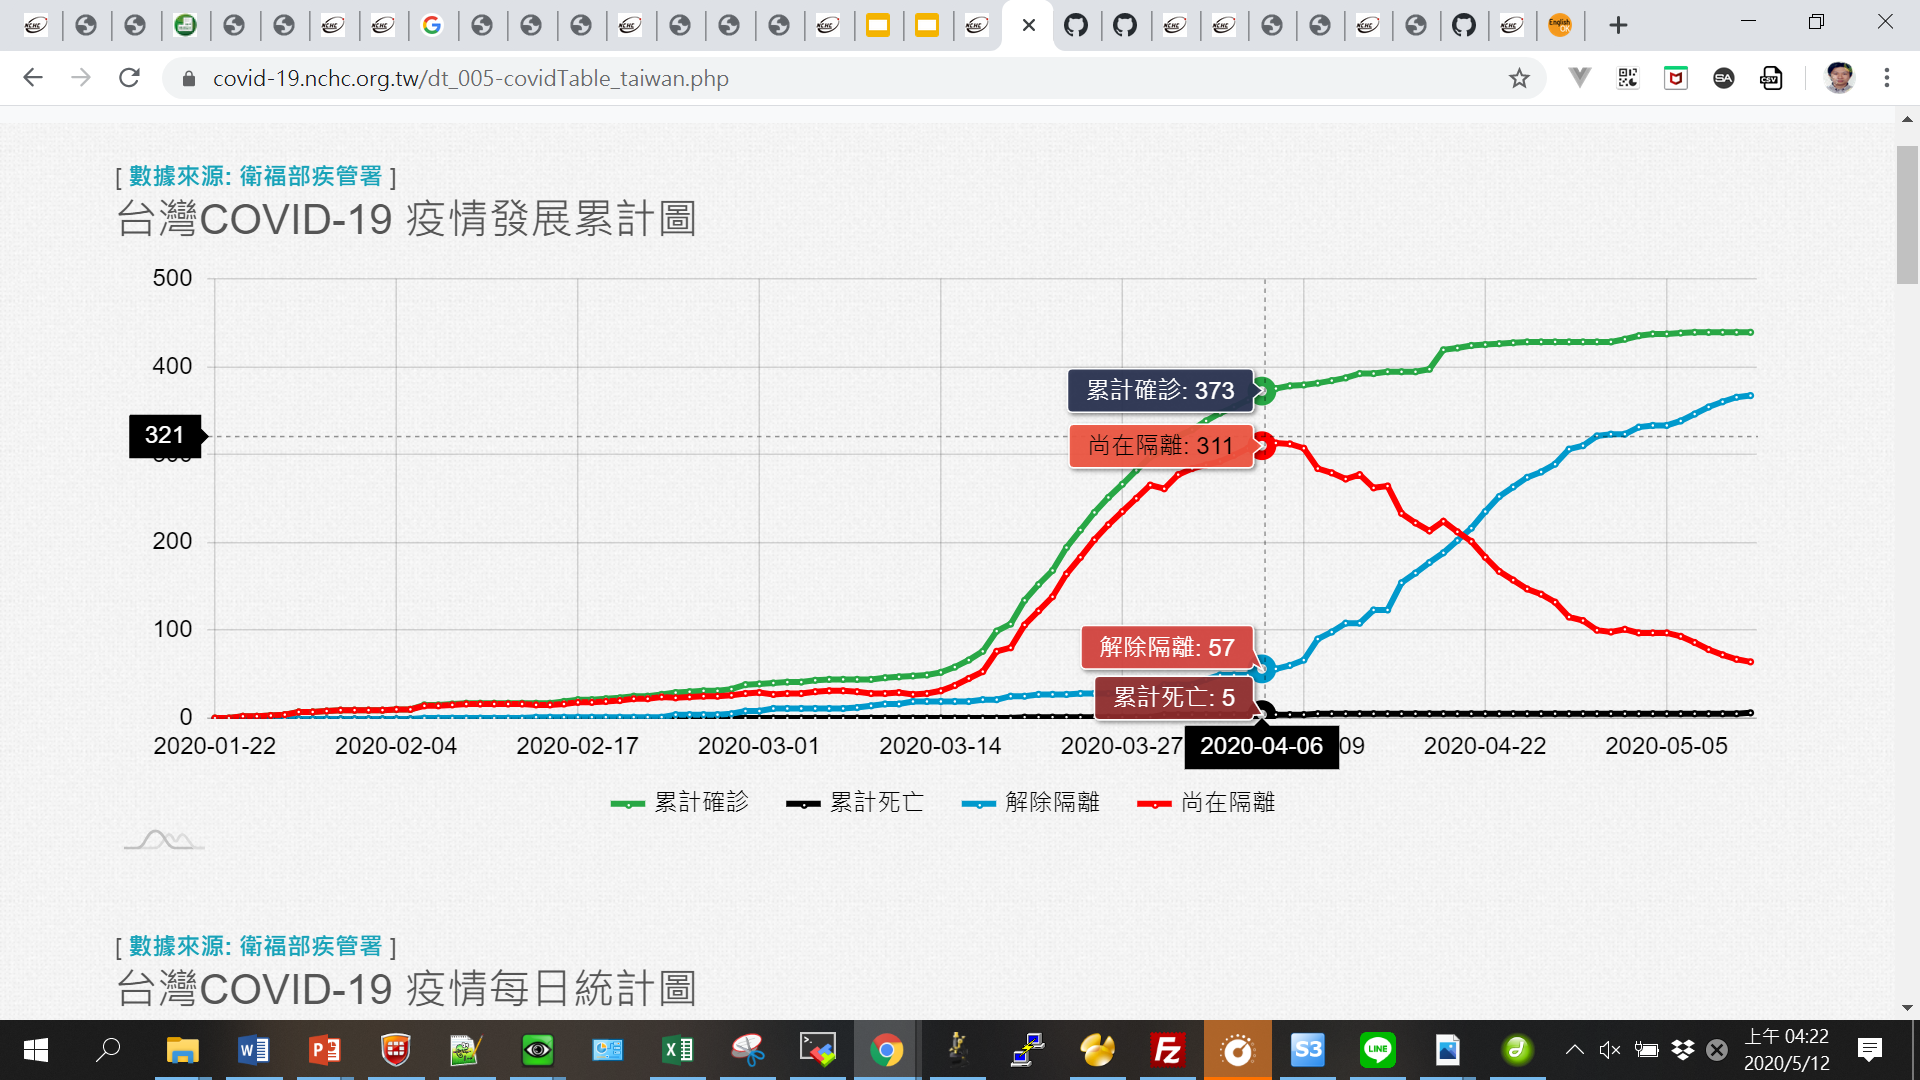 covid-19.nchc.org.tw/dt_005-covidTable_taiwan.php
[ 數據來源: 衛福部疾管署 ]
台灣COVID-19 疫情發展累計圖
500
400
321
200
100
0
累計確診: 373
尚在隔離: 311
解除隔離: 57
累計死亡: 5
2020-01-22 2020-02-04 2020-02-17 2020-03-01 2020-03-14 2020-03-27 2020-04-06 09 2020-04-22 2020-05-05
累計確診 累計死亡 解除隔離 尚在隔離
[ 數據來源: 衛福部疾管署 ]
台灣COVID-19 疫情每日統計圖
上午 04:22
2020/5/12